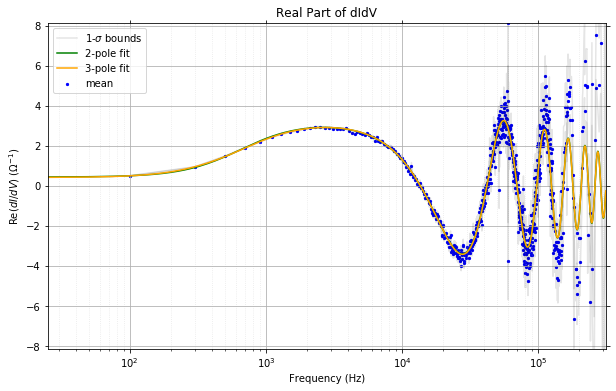 Real Part of dIdV
1-σ bounds
2-pole fit
3-pole fit
mean
Re(dI/dV) (Ω⁻¹)
8
6
4
2
0
−2
−4
−6
−8
10²
10³
10⁴
10⁵
Frequency (Hz)